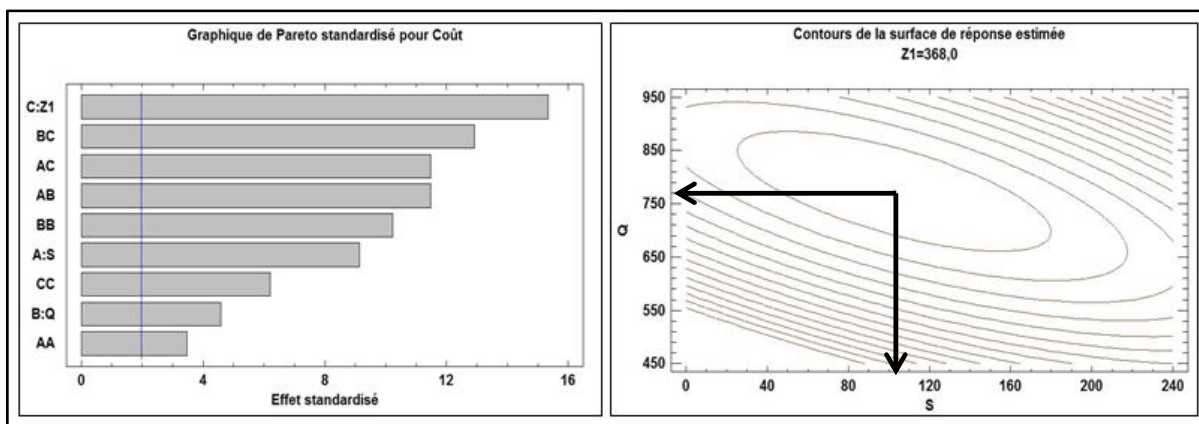 Graphique de Pareto standardisé pour Coût
C:Z1
BC
AC
AB
BB
A:S
CC
B:Q
AA
0 4 8 12 16
Effet standardisé
Contours de la surface de réponse estimée
Z1=368,0
950
850
750
650
550
450
Q
0 40 80 120 160 200 240
S